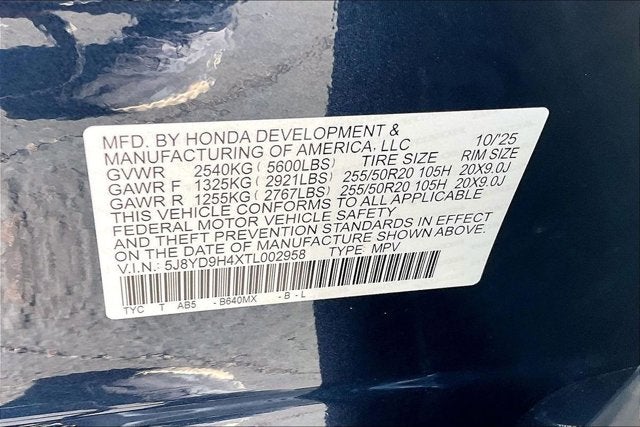 MFD. BY HONDA DEVELOPMENT & 10/'25
MANUFACTURING OF AMERICA, LLC
GVWR 2540KG (5600LBS) TIRE SIZE RIM SIZE
GAWR F 1325KG (2921LBS) 255/50R20 105H 20X9.0J
GAWR R 1255KG (2767LBS) 255/50R20 105H 20X9.0J
THIS VEHICLE CONFORMS TO ALL APPLICABLE
FEDERAL MOTOR VEHICLE SAFETY
AND THEFT PREVENTION STANDARDS IN EFFECT
ON THE DATE OF MANUFACTURE SHOWN ABOVE.
V.I.N.: 5J8YD9H4XTL002958 TYPE: MPV
TYC T AB5 - B640MX - B - L